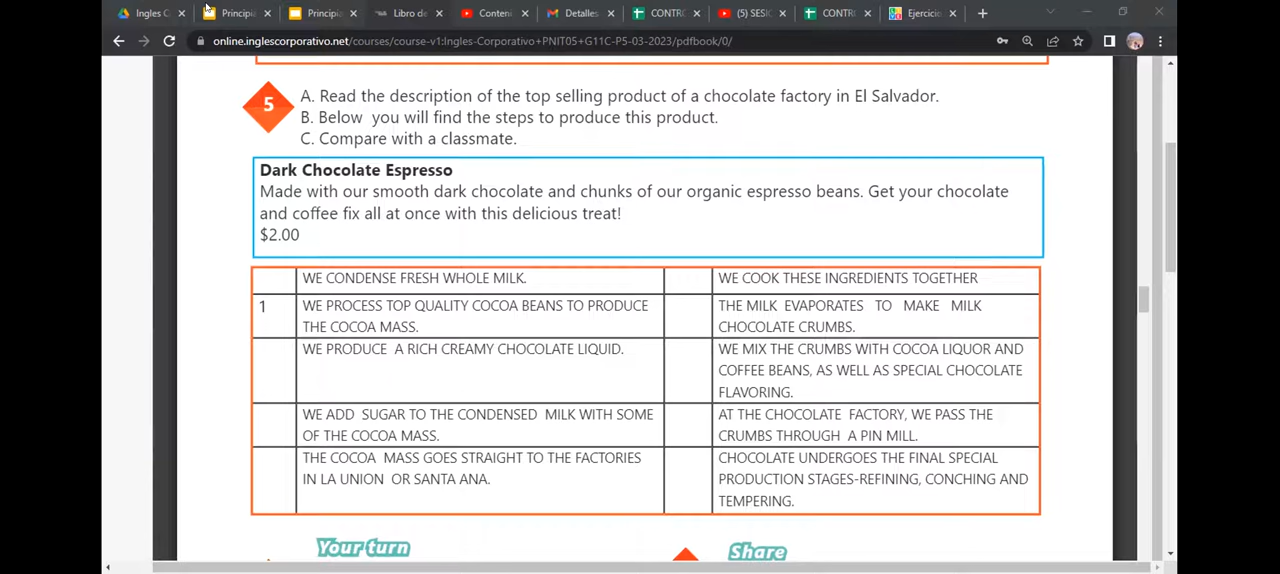 Ingles C
Principia
Principia
Libro de
Conteni
Detalles
CONTR
(5) SESIC
CONTR
Ejercicio
online.inglescorporativo.net/courses/course-v1:Ingles-Corporativo+PNIT05+G11C-P5-03-2023/pdfbook/0/
5
A. Read the description of the top selling product of a chocolate factory in El Salvador.
B. Below you will find the steps to produce this product.
C. Compare with a classmate.
Dark Chocolate Espresso
Made with our smooth dark chocolate and chunks of our organic espresso beans. Get your chocolate
and coffee fix all at once with this delicious treat!
$2.00
WE CONDENSE FRESH WHOLE MILK.
WE COOK THESE INGREDIENTS TOGETHER
1
WE PROCESS TOP QUALITY COCOA BEANS TO PRODUCE
THE COCOA MASS.
THE MILK EVAPORATES TO MAKE MILK
CHOCOLATE CRUMBS.
WE PRODUCE A RICH CREAMY CHOCOLATE LIQUID.
WE MIX THE CRUMBS WITH COCOA LIQUOR AND
COFFEE BEANS, AS WELL AS SPECIAL CHOCOLATE
FLAVORING.
WE ADD SUGAR TO THE CONDENSED MILK WITH SOME
OF THE COCOA MASS.
AT THE CHOCOLATE FACTORY, WE PASS THE
CRUMBS THROUGH A PIN MILL.
THE COCOA MASS GOES STRAIGHT TO THE FACTORIES
IN LA UNION OR SANTA ANA.
CHOCOLATE UNDERGOES THE FINAL SPECIAL
PRODUCTION STAGES-REFINING, CONCHING AND
TEMPERING.
Your turn
Share